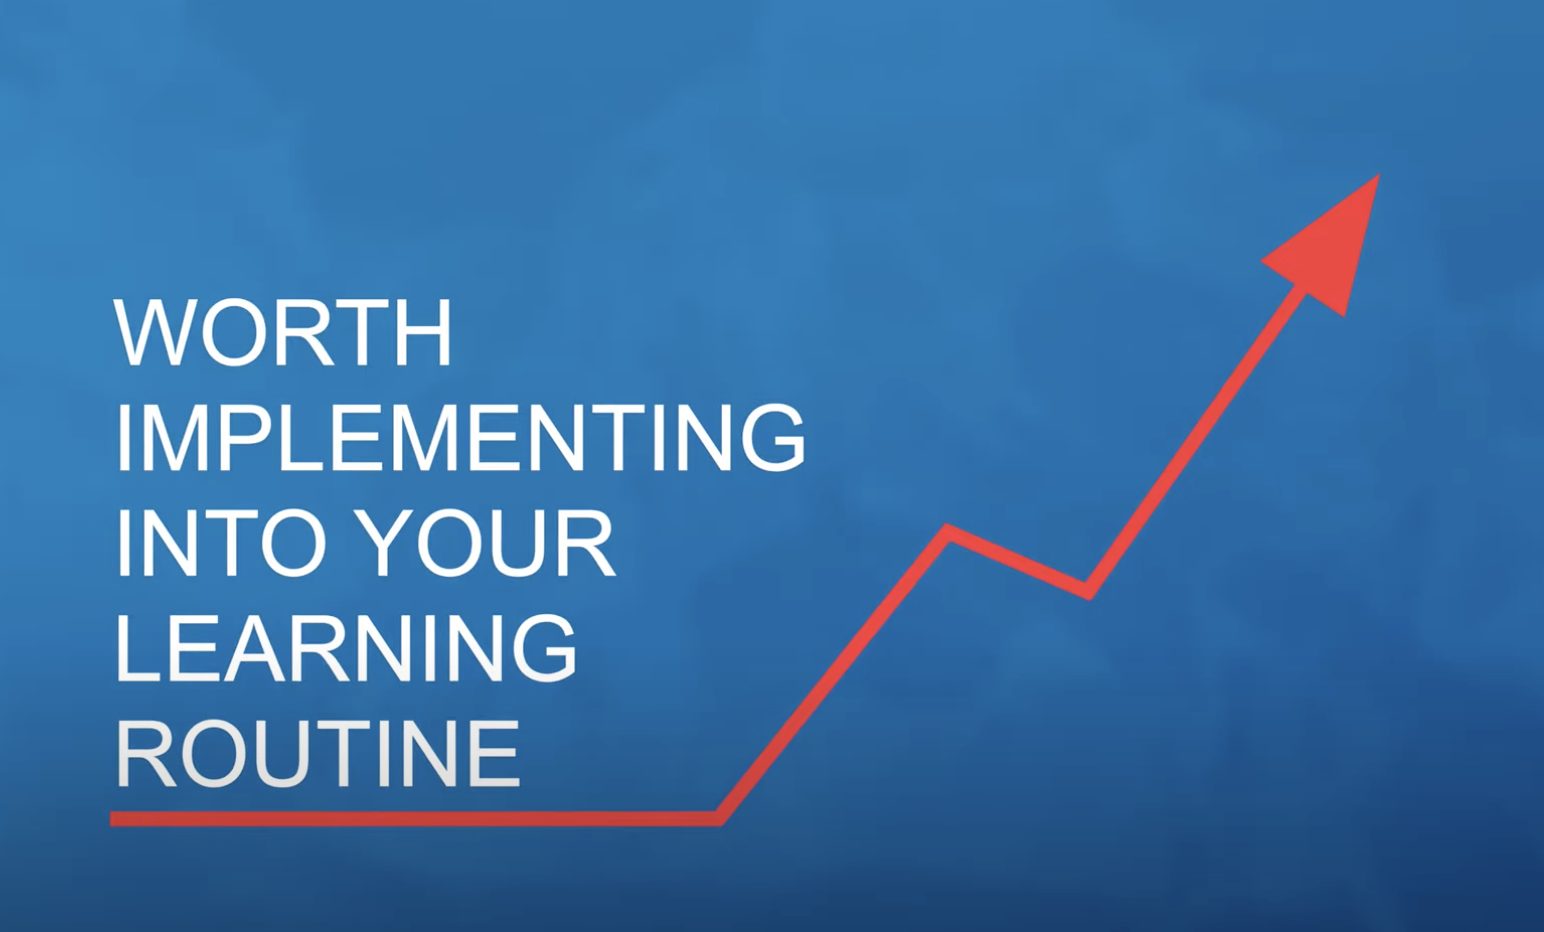 WORTH
IMPLEMENTING
INTO YOUR
LEARNING
ROUTINE